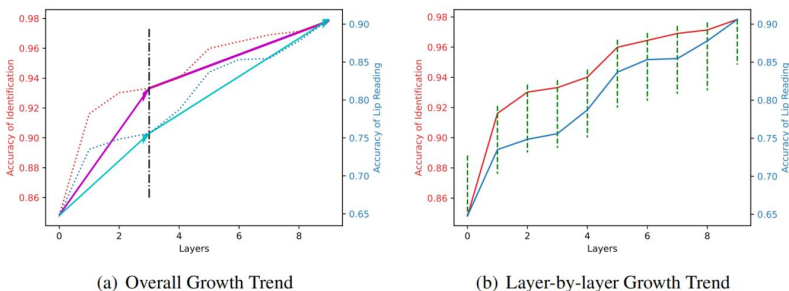 0.98
0.96
0.94
0.92
0.90
0.88
0.86
Accuracy of Identification
0.90
0.85
0.80
0.75
0.70
0.65
Accuracy of Lip Reading
0 2 4 6 8
Layers
(a) Overall Growth Trend
0.98
0.96
0.94
0.92
0.90
0.88
0.86
Accuracy of Identification
0.90
0.85
0.80
0.75
0.70
0.65
Accuracy of Lip Reading
0 2 4 6 8
Layers
(b) Layer-by-layer Growth Trend